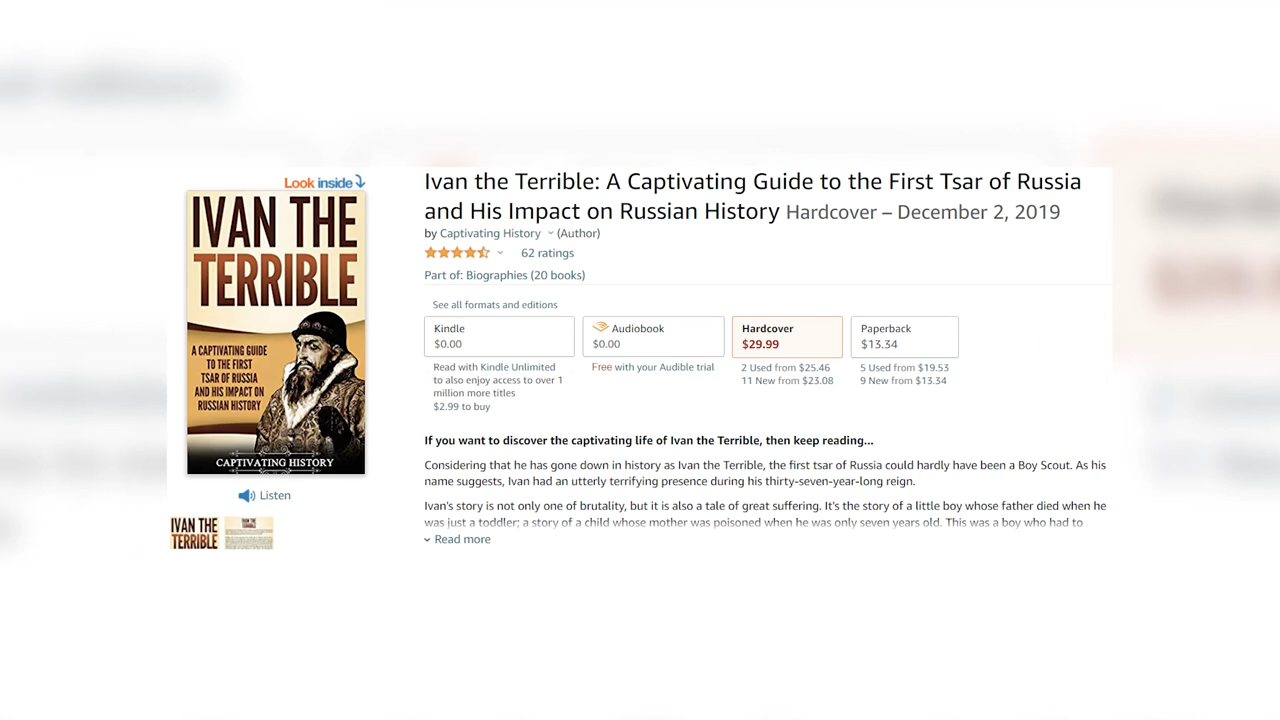 Look inside
IVAN THE
TERRIBLE
A CAPTIVATING GUIDE
TO THE FIRST
TSAR OF RUSSIA
AND HIS IMPACT ON
RUSSIAN HISTORY
CAPTIVATING HISTORY
Listen
IVAN THE
TERRIBLE
Ivan the Terrible: A Captivating Guide to the First Tsar of Russia
and His Impact on Russian History Hardcover – December 2, 2019
by Captivating History (Author)
62 ratings
Part of: Biographies (20 books)
See all formats and editions
Kindle
$0.00
Read with Kindle Unlimited
to also enjoy access to over 1
million more titles
$2.99 to buy
Audiobook
$0.00
Free with your Audible trial
Hardcover
$29.99
2 Used from $25.46
11 New from $23.08
Paperback
$13.34
5 Used from $19.53
9 New from $13.34
If you want to discover the captivating life of Ivan the Terrible, then keep reading...
Considering that he has gone down in history as Ivan the Terrible, the first tsar of Russia could hardly have been a Boy Scout. As his
name suggests, Ivan had an utterly terrifying presence during his thirty-seven-year-long reign.
Ivan's story is not only one of brutality, but it is also a tale of great suffering. It's the story of a little boy whose father died when he
was just a toddler; a story of a child whose mother was poisoned when he was only seven years old. This was a boy who had to
Read more